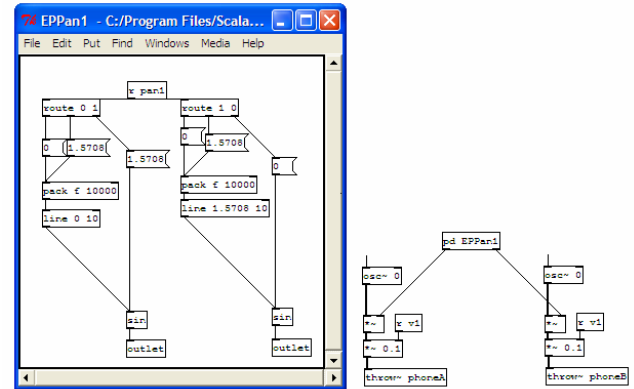 EPPan1 - C:/Program Files/Scala...
File Edit Put Find Windows Media Help
r pan1
route 0 1
route 1 0
0
1.5708
1.5708
0
1.5708
0
pack f 10000
pack f 10000
line 0 10
line 1.5708 10
sin
sin
outlet
outlet
pd EPPan1
osc~ 0
osc~ 0
*~
r v1
*~
r v1
*~ 0.1
*~ 0.1
throw~ phoneA
throw~ phoneB